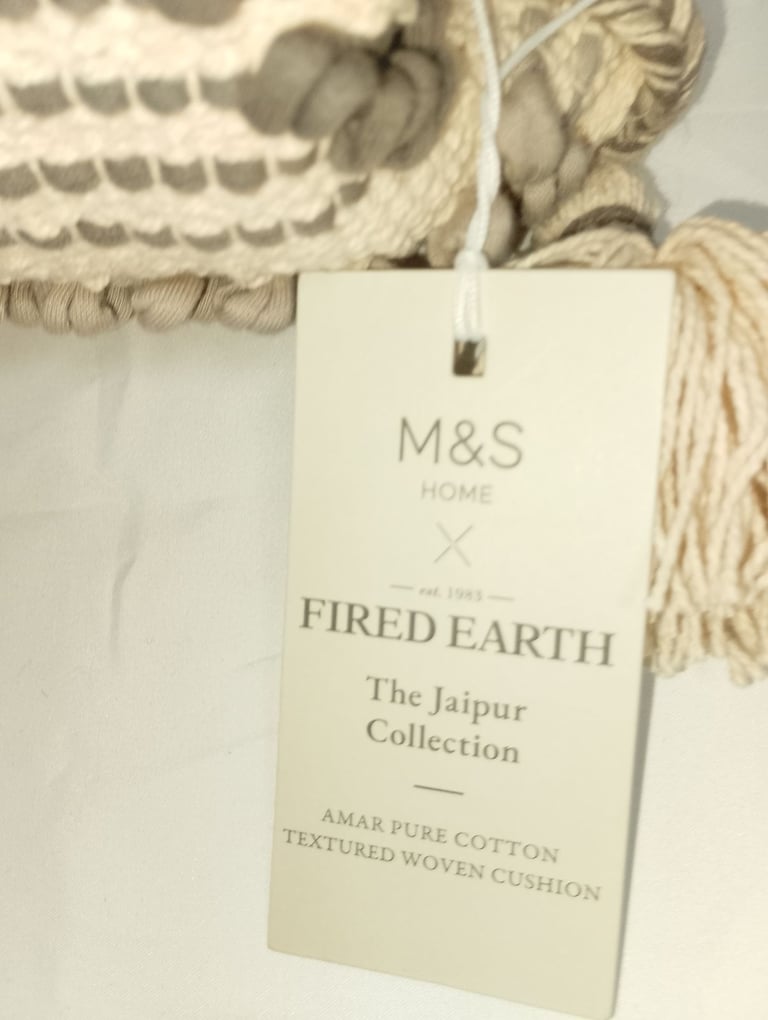 M&S
HOME
X
est. 1983
FIRED EARTH
The Jaipur
Collection
AMAR PURE COTTON
TEXTURED WOVEN CUSHION